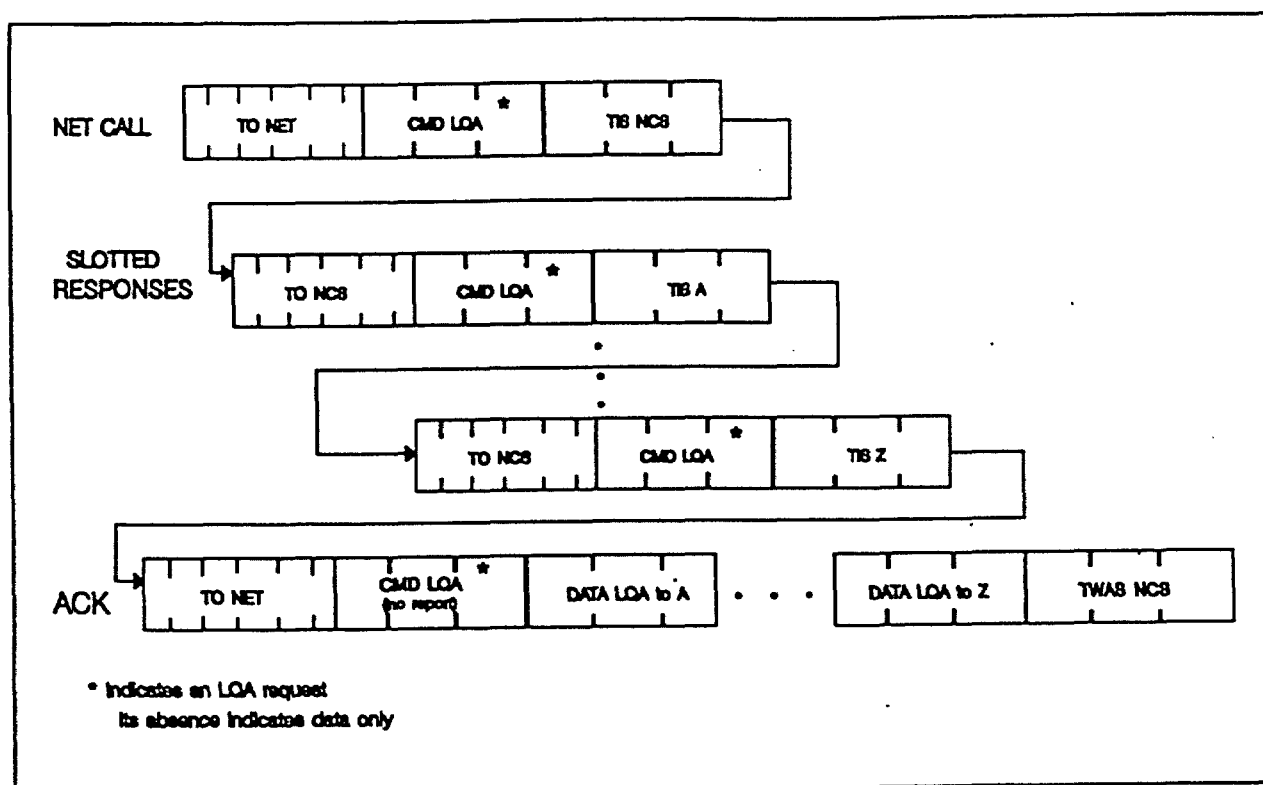 NET CALL
TO NET
CMD LQA *
TIS NCS
SLOTTED
RESPONSES
TO NCS
CMD LQA *
TIS A
TO NCS
CMD LQA *
TIS Z
ACK
TO NET
CMD LQA *
(no report)
DATA LQA to A
DATA LQA to Z
TWAS NCS
* Indicates an LQA request
Its absence indicates data only